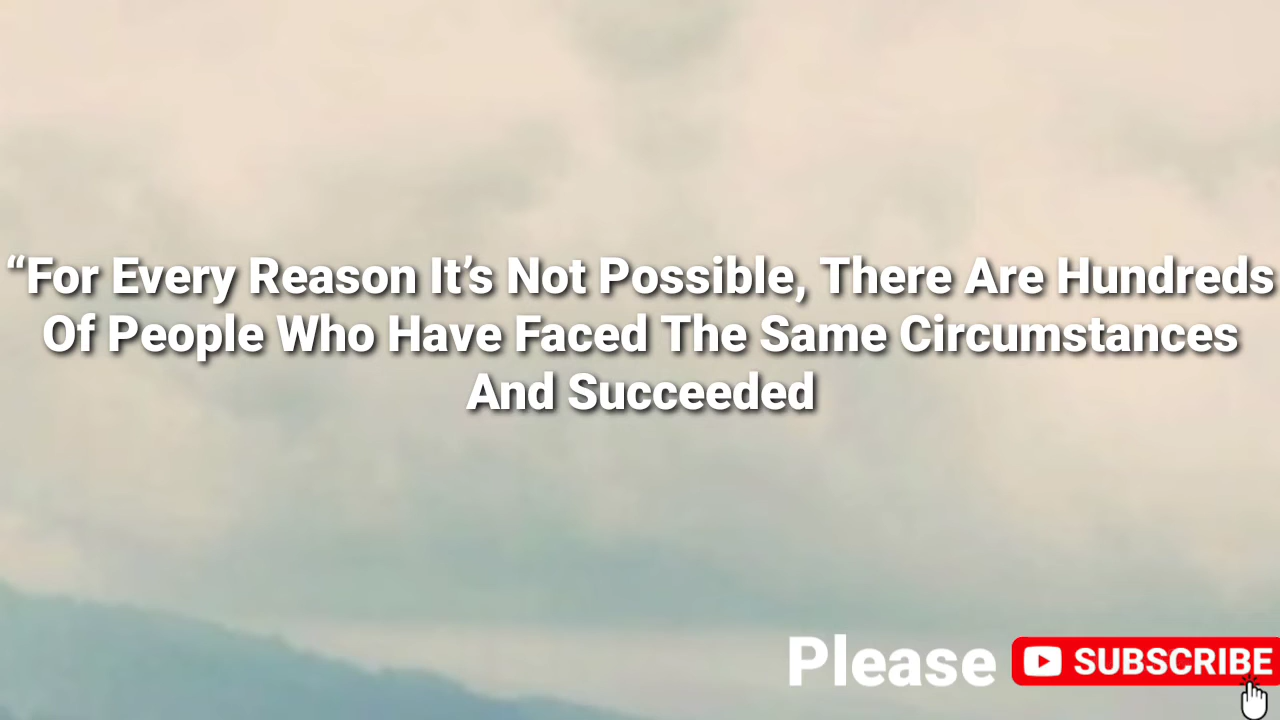 “For Every Reason It’s Not Possible, There Are Hundreds
Of People Who Have Faced The Same Circumstances
And Succeeded
Please SUBSCRIBE